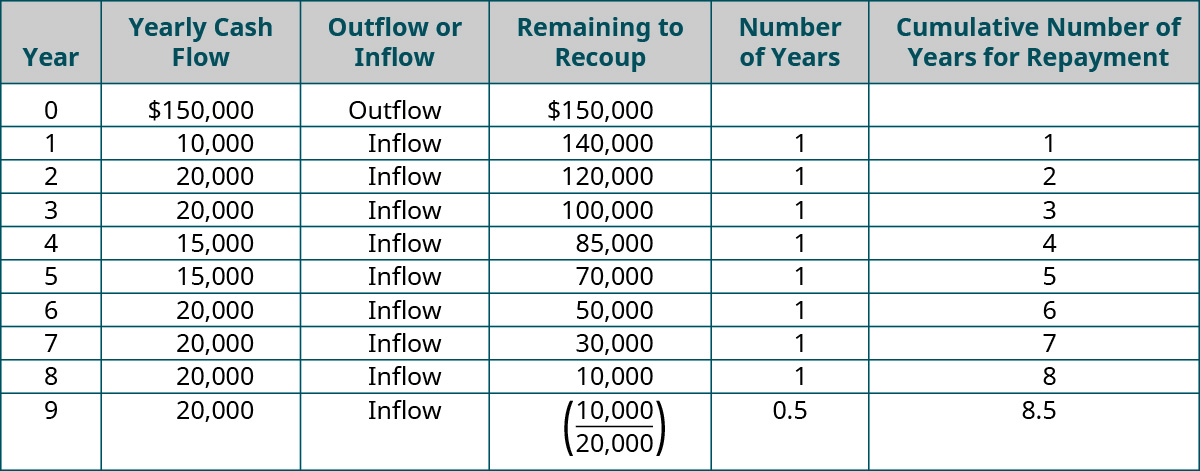 Year Yearly Cash Flow Outflow or Inflow Remaining to Recoup Number of Years Cumulative Number of Years for Repayment
0 $150,000 Outflow $150,000
1 10,000 Inflow 140,000 1 1
2 20,000 Inflow 120,000 1 2
3 20,000 Inflow 100,000 1 3
4 15,000 Inflow 85,000 1 4
5 15,000 Inflow 70,000 1 5
6 20,000 Inflow 50,000 1 6
7 20,000 Inflow 30,000 1 7
8 20,000 Inflow 10,000 1 8
9 20,000 Inflow (10,000/20,000) 0.5 8.5